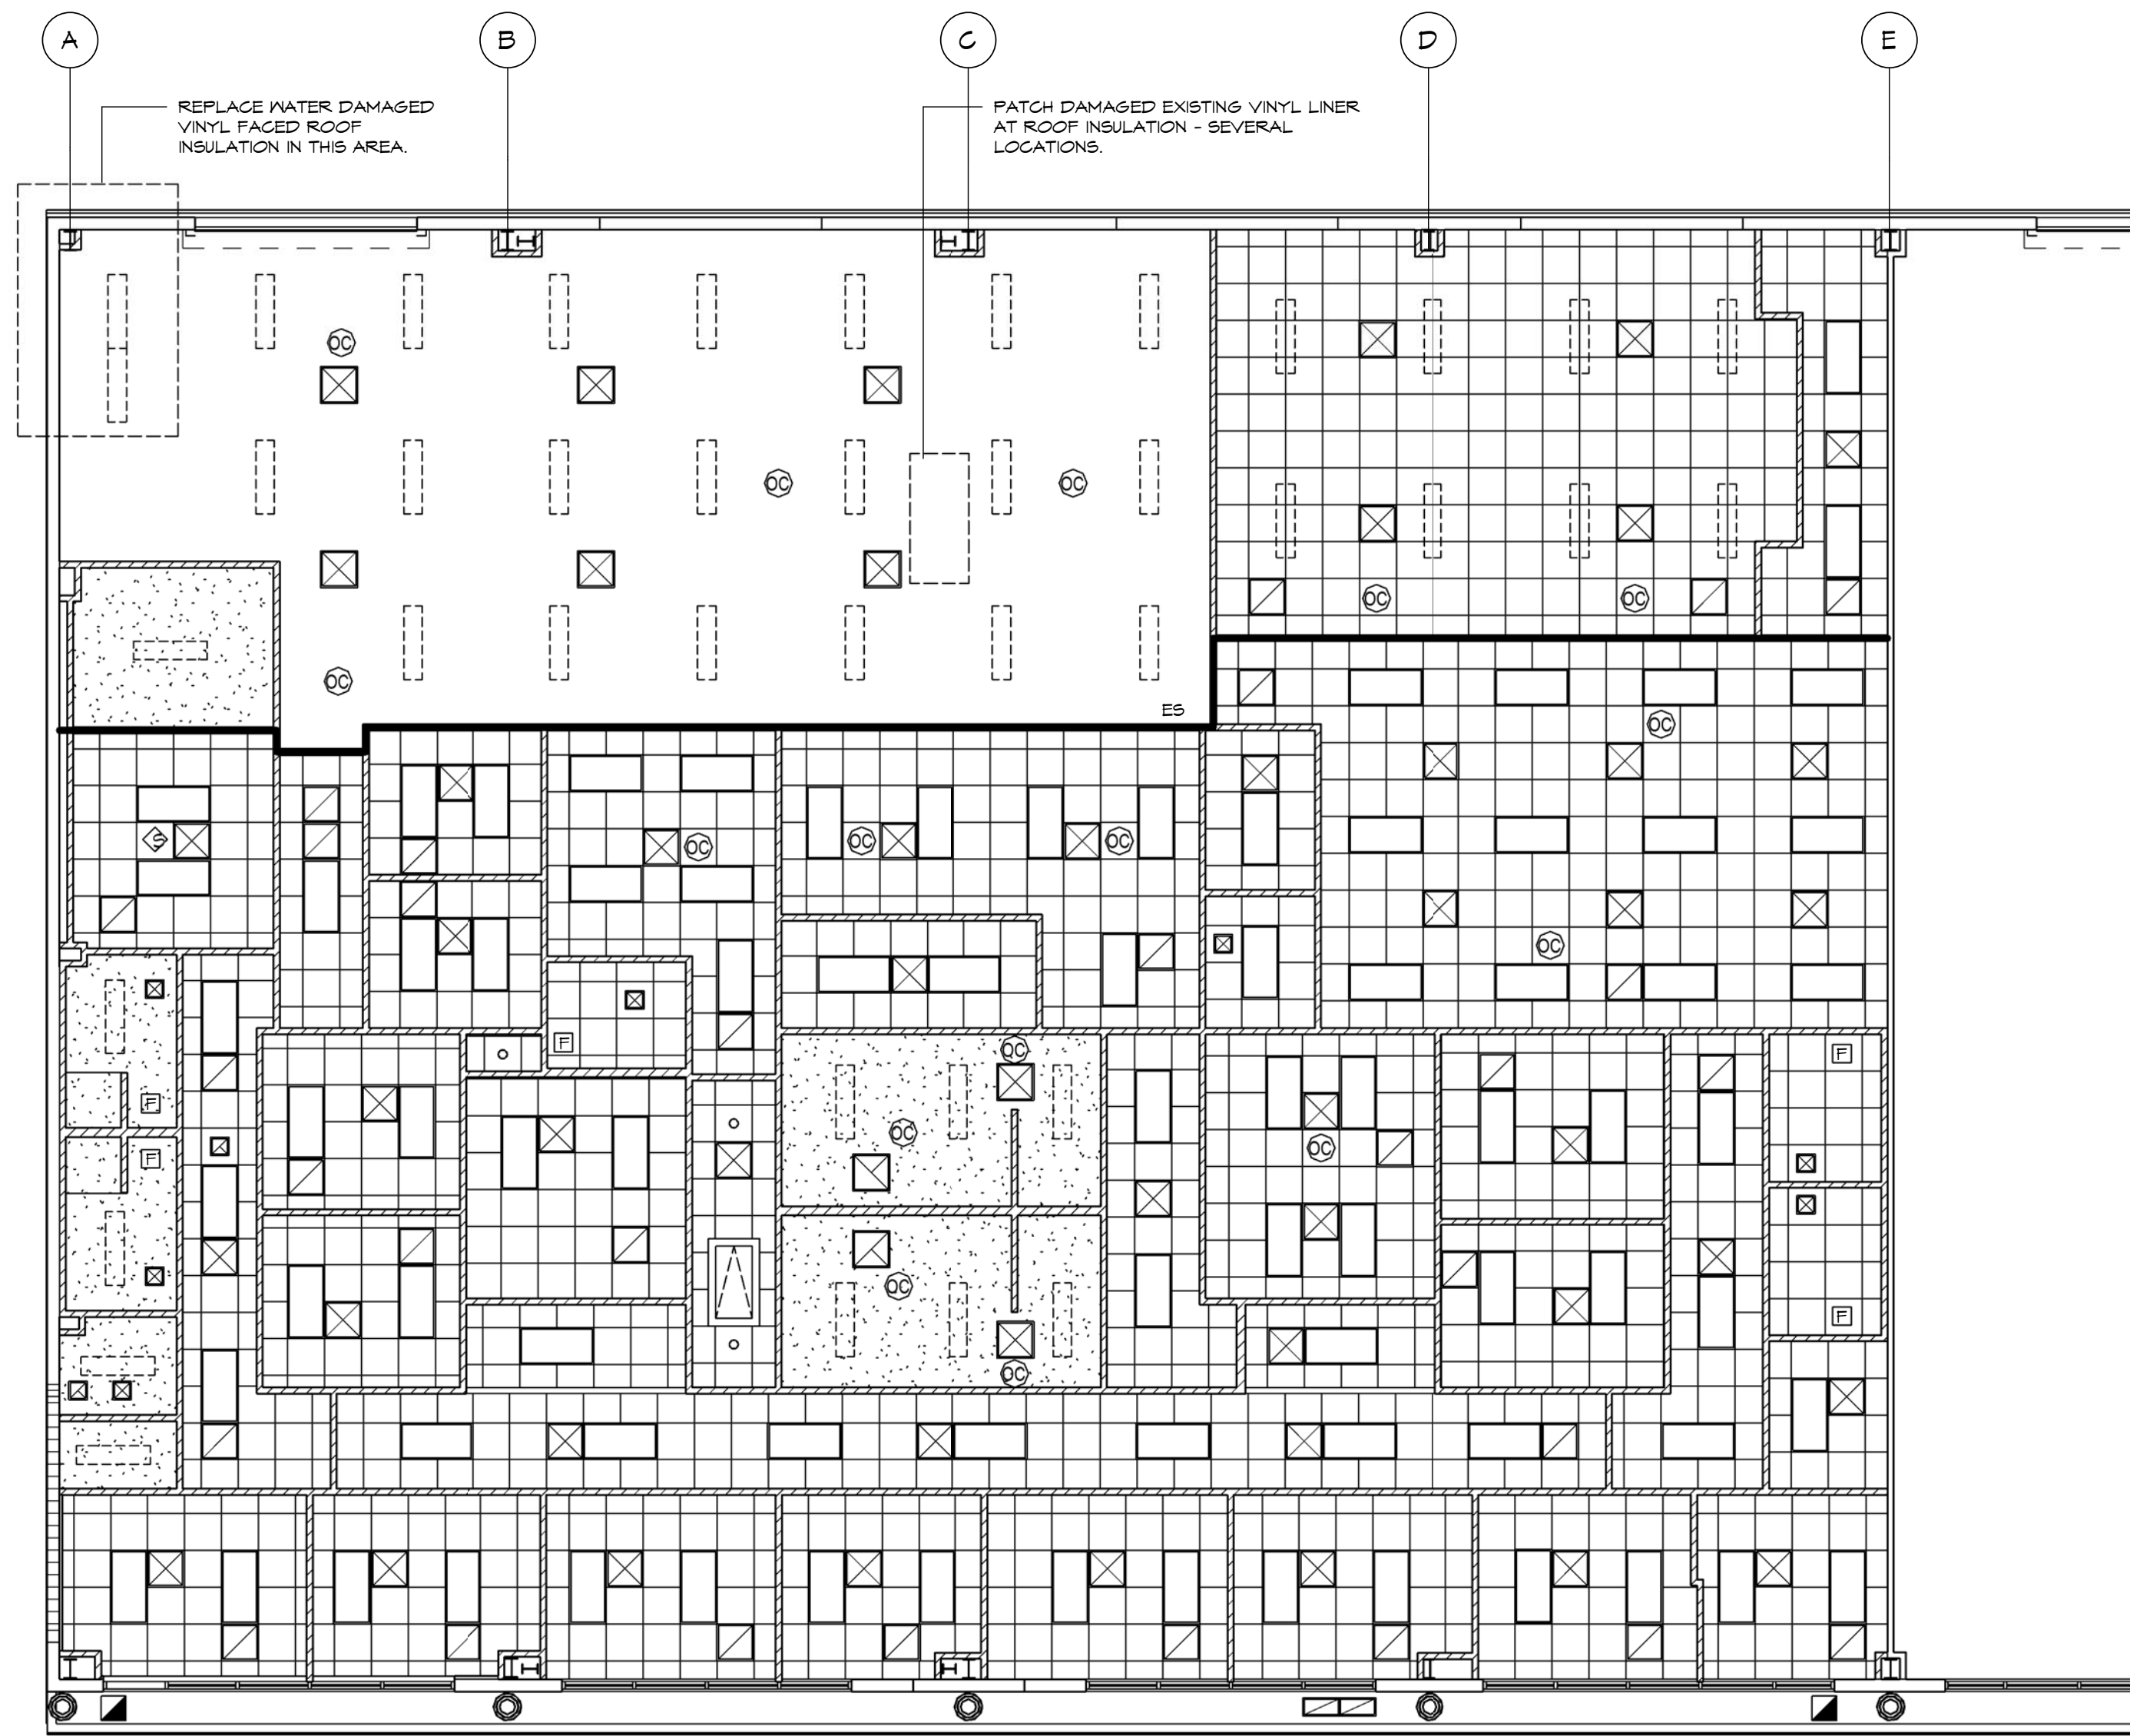 A
B
C
D
E
REPLACE WATER DAMAGED
VINYL FACED ROOF
INSULATION IN THIS AREA.
PATCH DAMAGED EXISTING VINYL LINER
AT ROOF INSULATION - SEVERAL
LOCATIONS.
OC
OC
OC
OC
OC
OC
ES
OC
S
OC
OC
OC
OC
F
OC
F
F
OC
OC
F
OC
F
OC